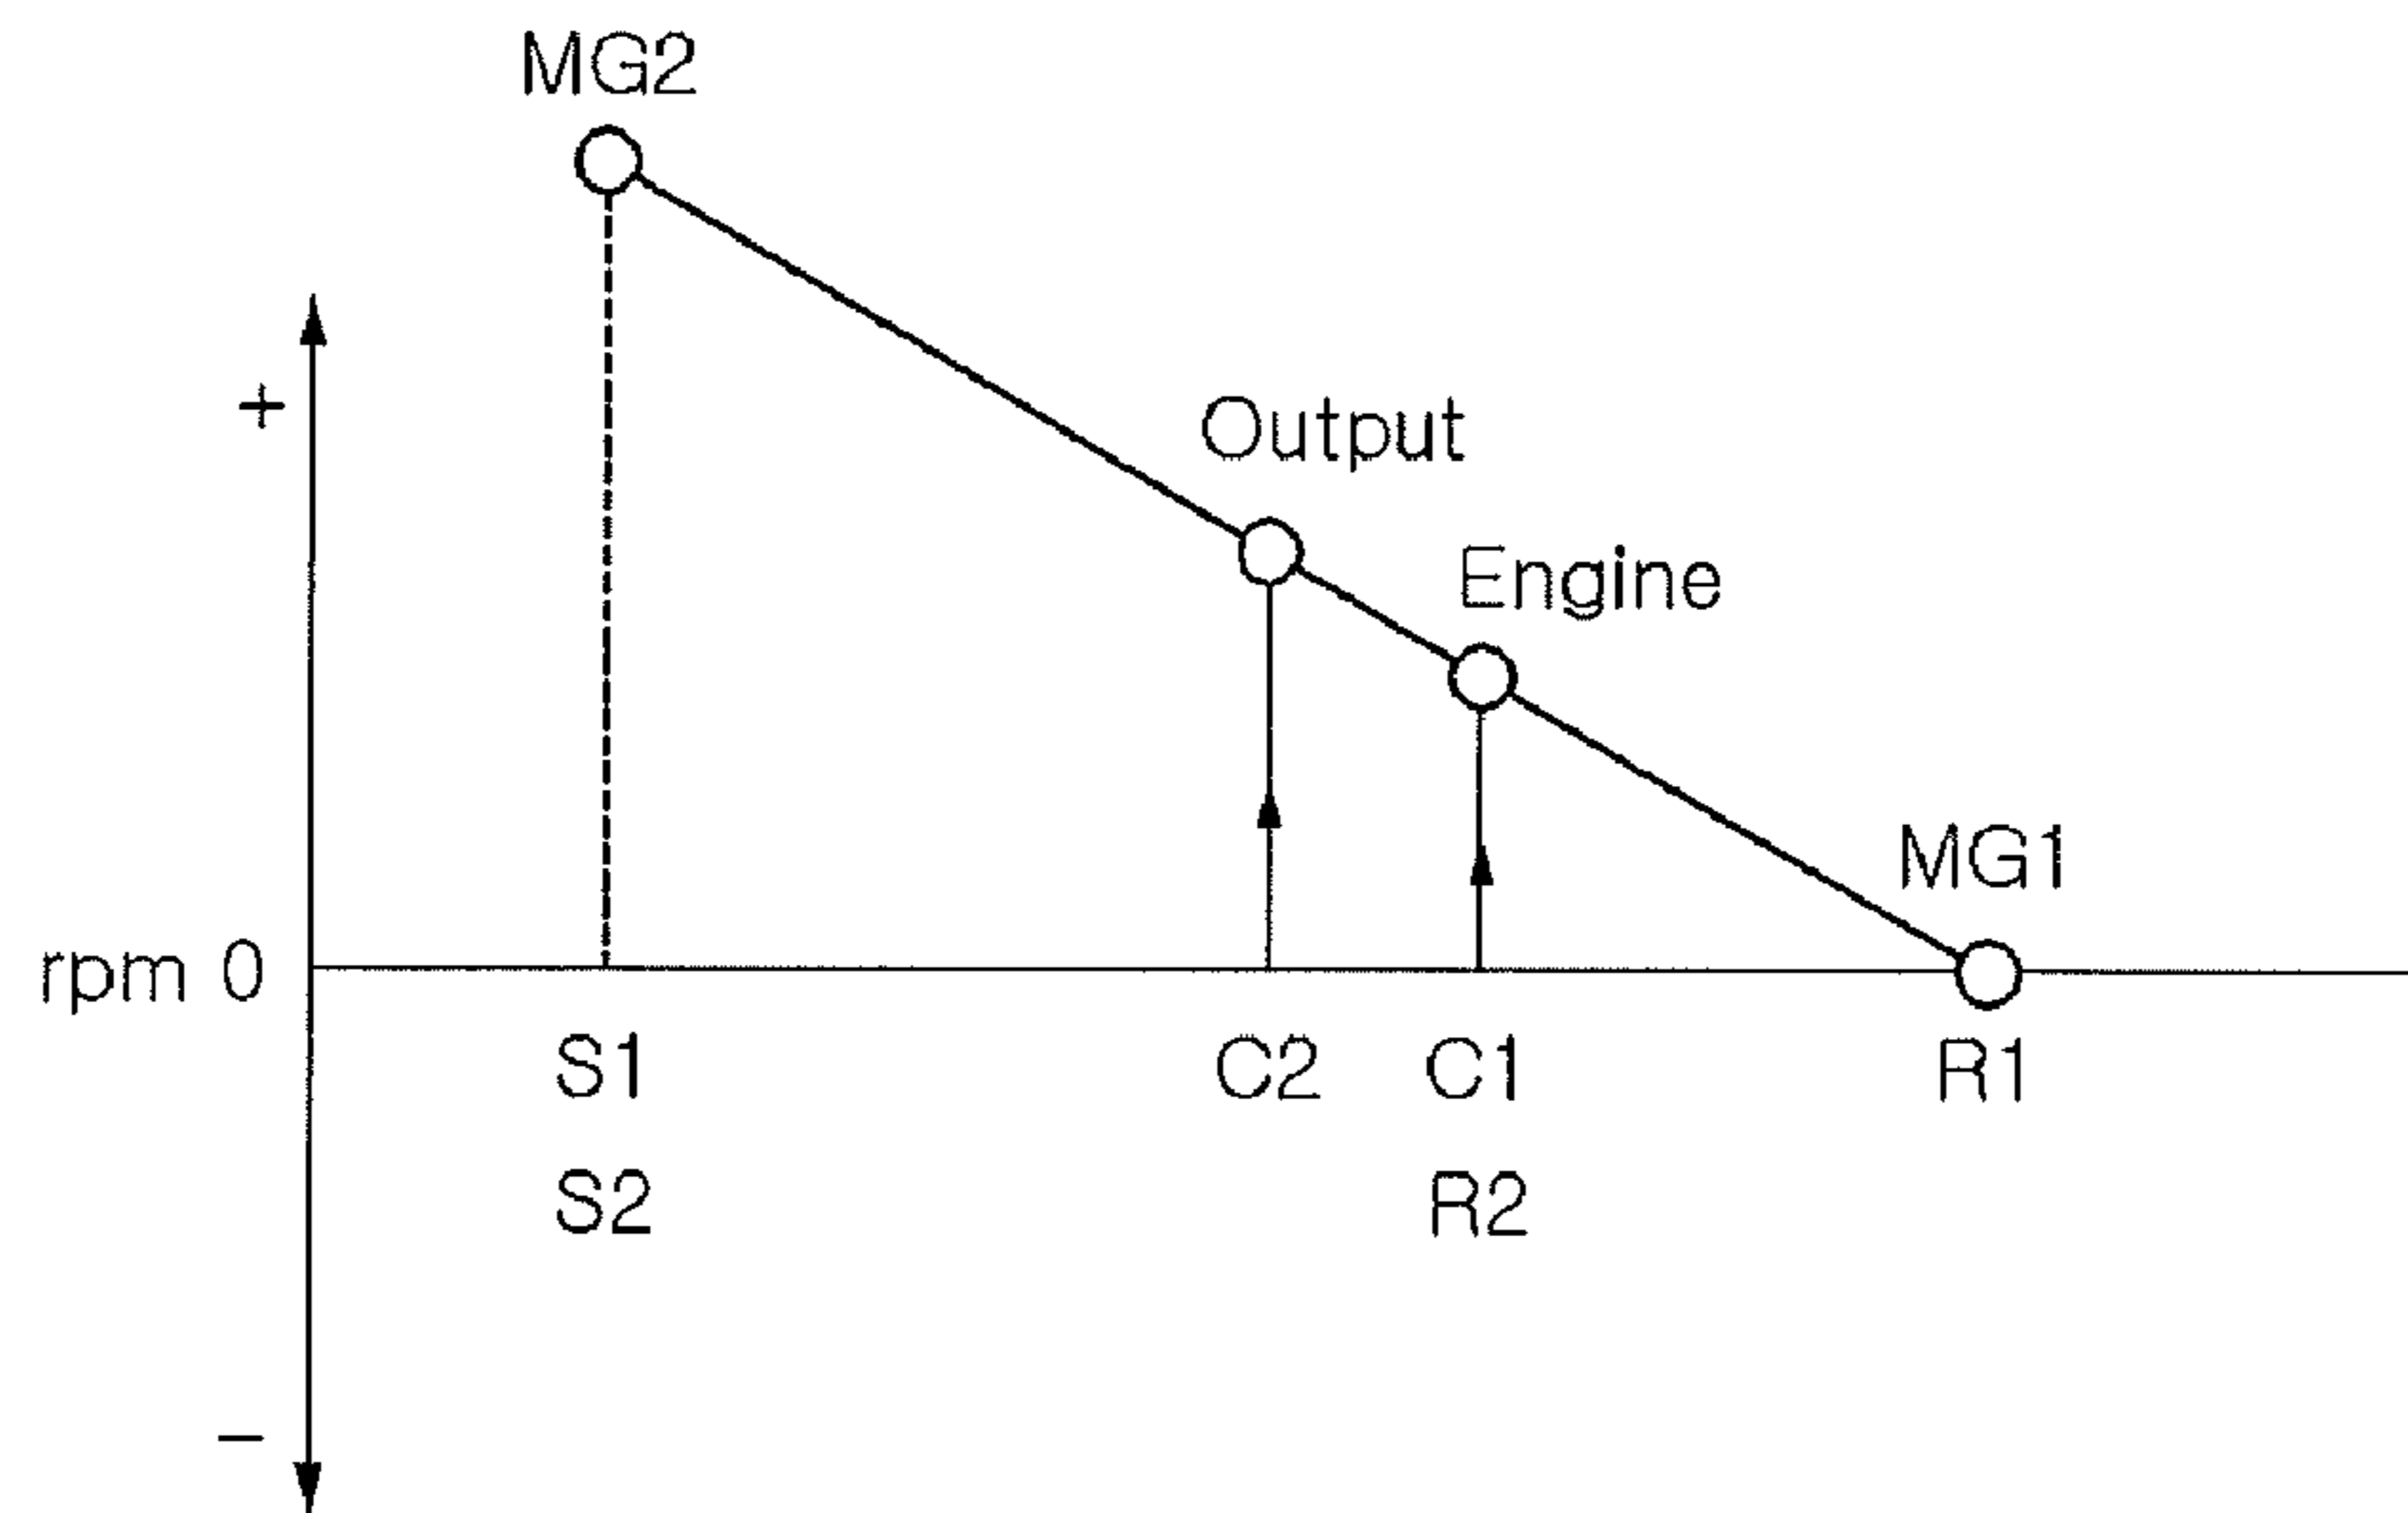 MG2
+
Output
Engine
MG1
rpm 0
S1 C2 C1 R1
S2 R2
−